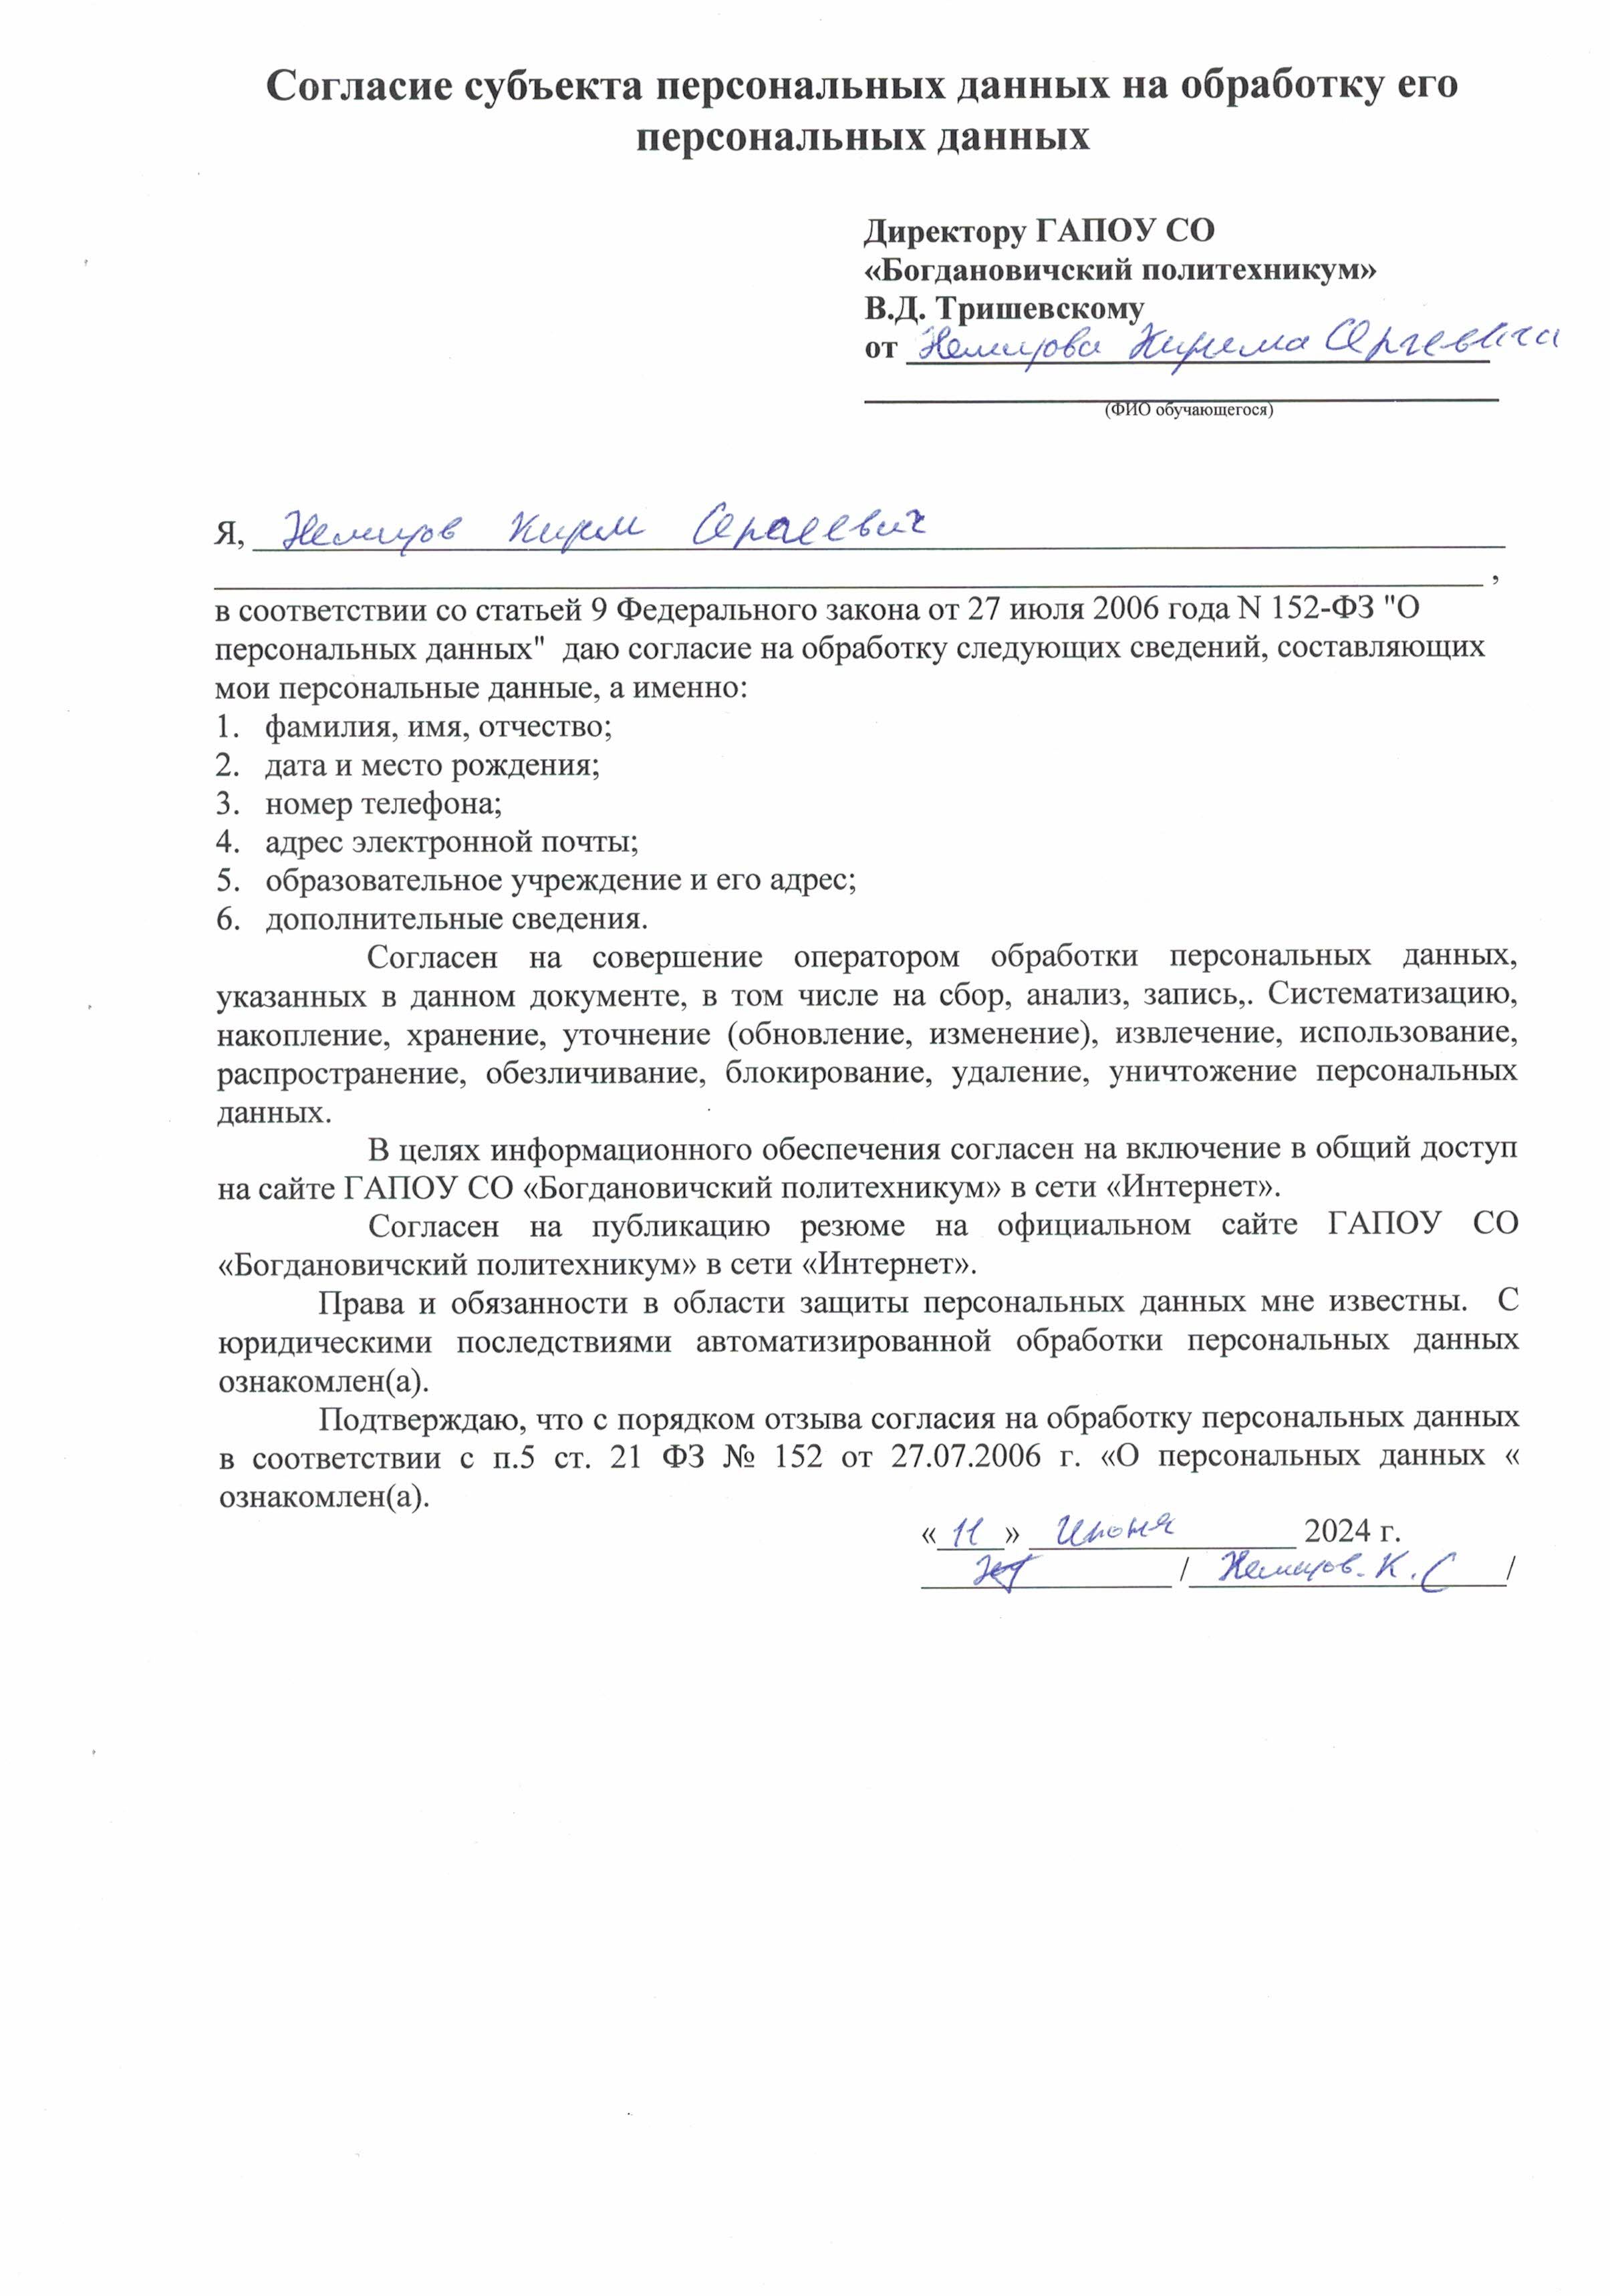 Согласие субъекта персональных данных на обработку его
персональных данных
Директору ГАПОУ СО
«Богдановичский политехникум»
В.Д. Тришевскому
от Немирова Кирилла Сергеевича
(ФИО обучающегося)
Я, Немиров Кирилл Сергеевич
,
в соответствии со статьей 9 Федерального закона от 27 июля 2006 года N 152-ФЗ "О
персональных данных" даю согласие на обработку следующих сведений, составляющих
мои персональные данные, а именно:
1. фамилия, имя, отчество;
2. дата и место рождения;
3. номер телефона;
4. адрес электронной почты;
5. образовательное учреждение и его адрес;
6. дополнительные сведения.
Согласен на совершение оператором обработки персональных данных,
указанных в данном документе, в том числе на сбор, анализ, запись,. Систематизацию,
накопление, хранение, уточнение (обновление, изменение), извлечение, использование,
распространение, обезличивание, блокирование, удаление, уничтожение персональных
данных.
В целях информационного обеспечения согласен на включение в общий доступ
на сайте ГАПОУ СО «Богдановичский политехникум» в сети «Интернет».
Согласен на публикацию резюме на официальном сайте ГАПОУ СО
«Богдановичский политехникум» в сети «Интернет».
Права и обязанности в области защиты персональных данных мне известны. С
юридическими последствиями автоматизированной обработки персональных данных
ознакомлен(а).
Подтверждаю, что с порядком отзыва согласия на обработку персональных данных
в соответствии с п.5 ст. 21 ФЗ № 152 от 27.07.2006 г. «О персональных данных «
ознакомлен(а).
«11» Июня 2024 г.
/ Немиров. К. С /